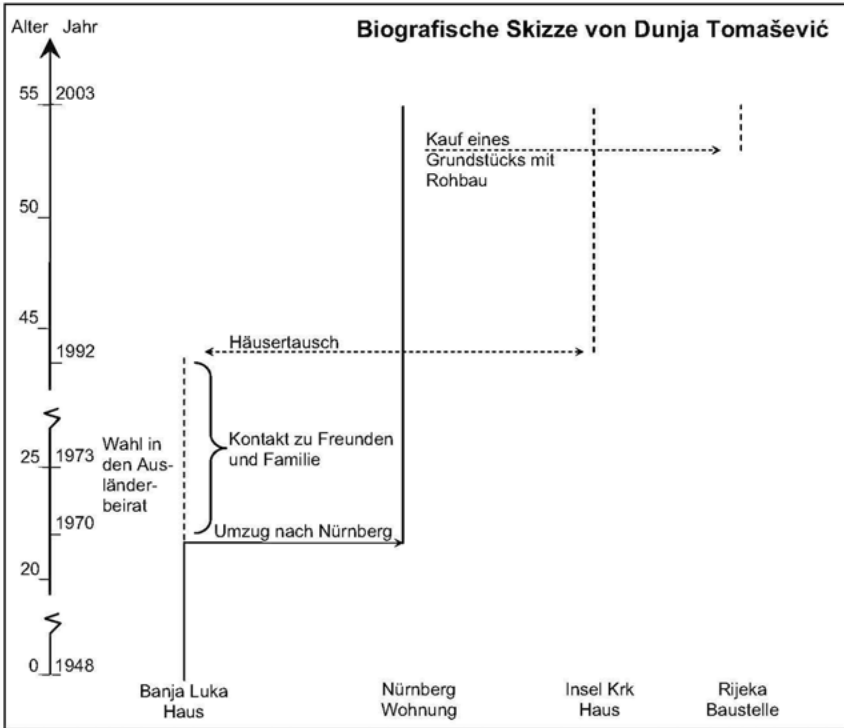 Biografische Skizze von Dunja Tomašević
Alter Jahr
55 2003
Kauf eines
Grundstücks mit
Rohbau
50
45
Häusertausch
1992
Wahl in
den Aus-
länder-
beirat
Kontakt zu Freunden
und Familie
25 1973
1970
Umzug nach Nürnberg
20
0 1948
Banja Luka
Haus
Nürnberg
Wohnung
Insel Krk
Haus
Rijeka
Baustelle